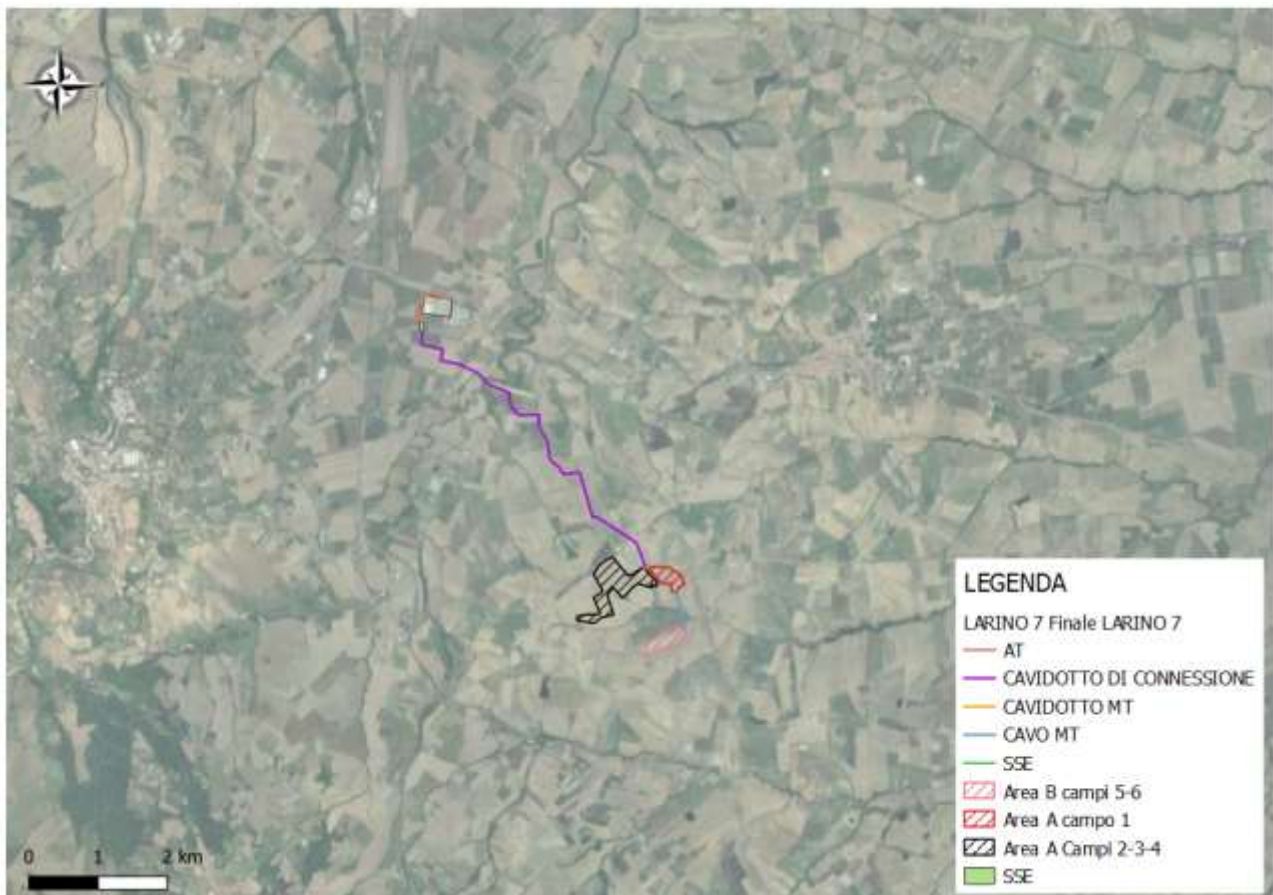 LEGENDA
LARINO 7 Finale LARINO 7
AT
CAVIDOTTO DI CONNESSIONE
CAVIDOTTO MT
CAVO MT
SSE
Area B campi 5-6
Area A campo 1
Area A Campi 2-3-4
SSE
0 1 2 km